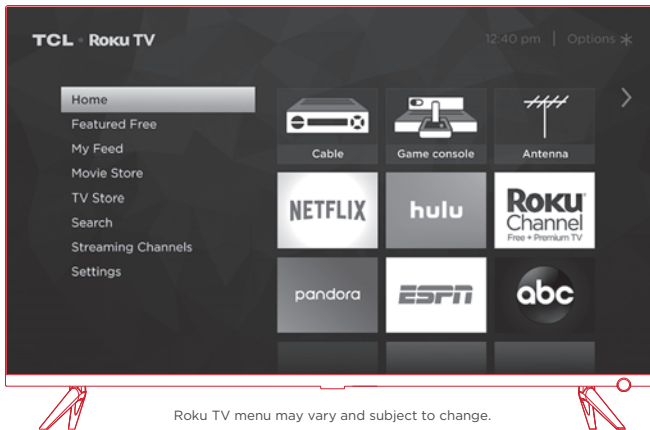 TCL • ROKU TV
12:40 pm | Options
Home
Featured Free
My Feed
Movie Store
TV Store
Search
Streaming Channels
Settings
Cable
Game console
Antenna
NETFLIX
hulu
ROKU
Channel
Free + Premium TV
pandora
ESPN
abc
Roku TV menu may vary and subject to change.